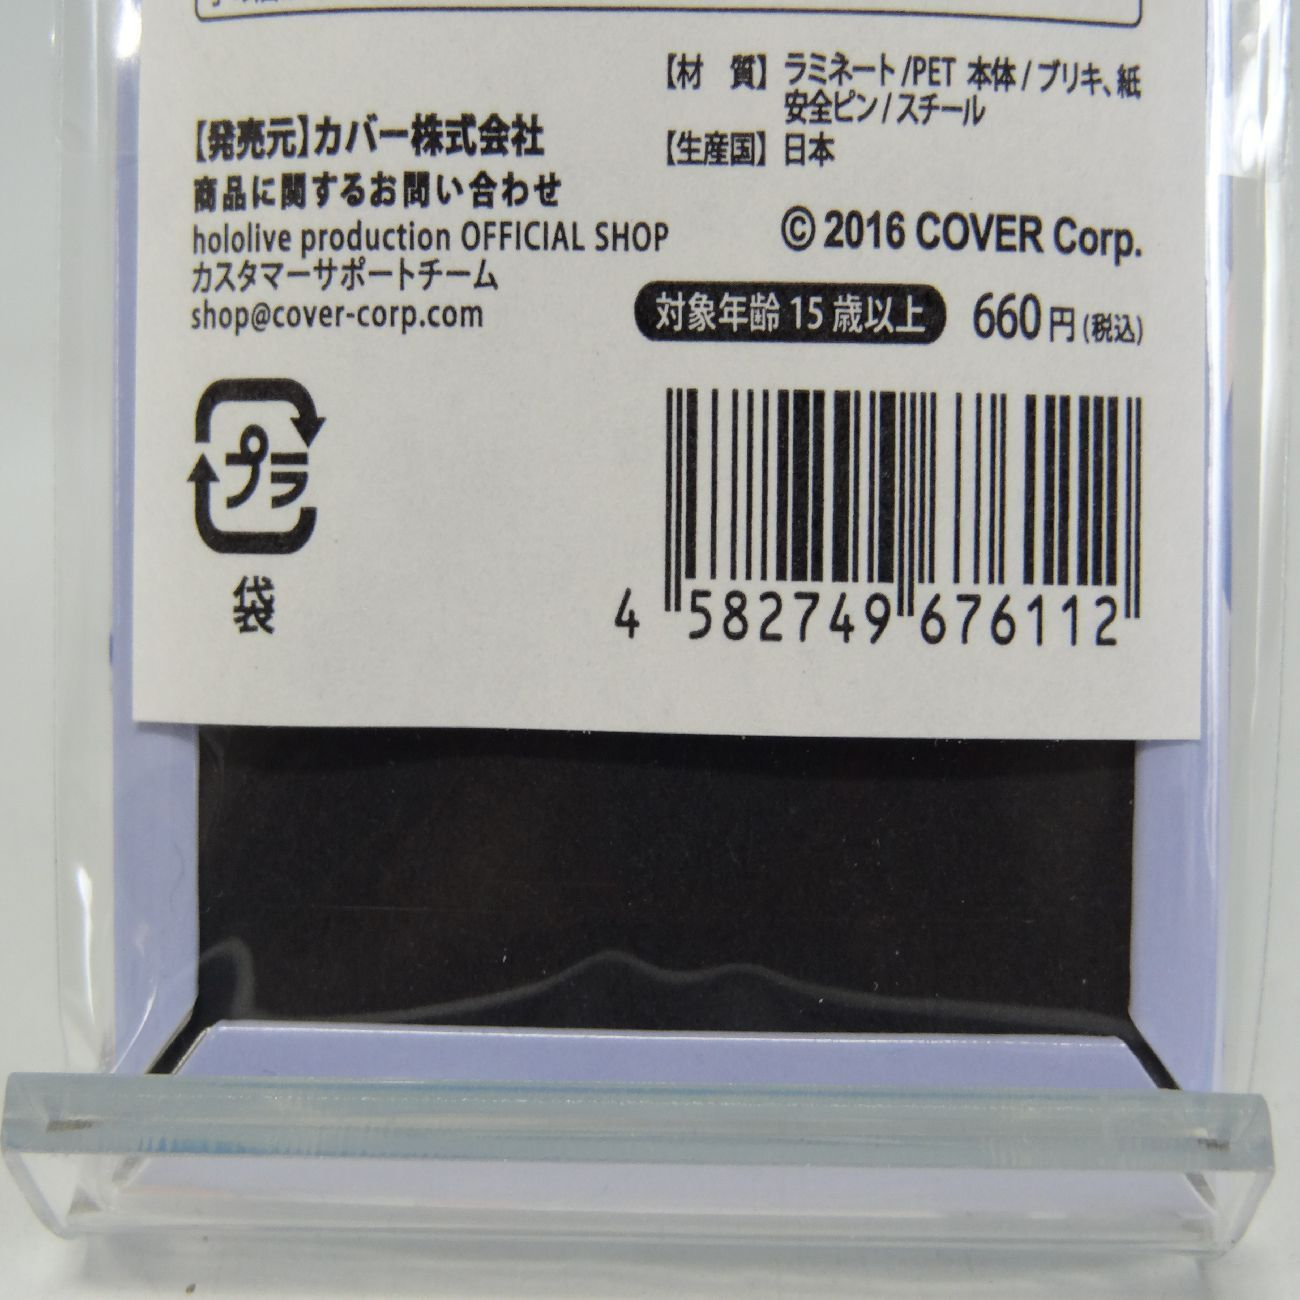 【材 質】 ラミネート/PET 本体/ブリキ、紙
安全ピン/スチール
【生産国】 日本
【発売元】カバー株式会社
商品に関するお問い合わせ
hololive production OFFICIAL SHOP
カスタマーサポートチーム
shop@cover-corp.com
© 2016 COVER Corp.
対象年齢 15 歳以上 660 円 (税込)
プラ
袋
4 582749 676112